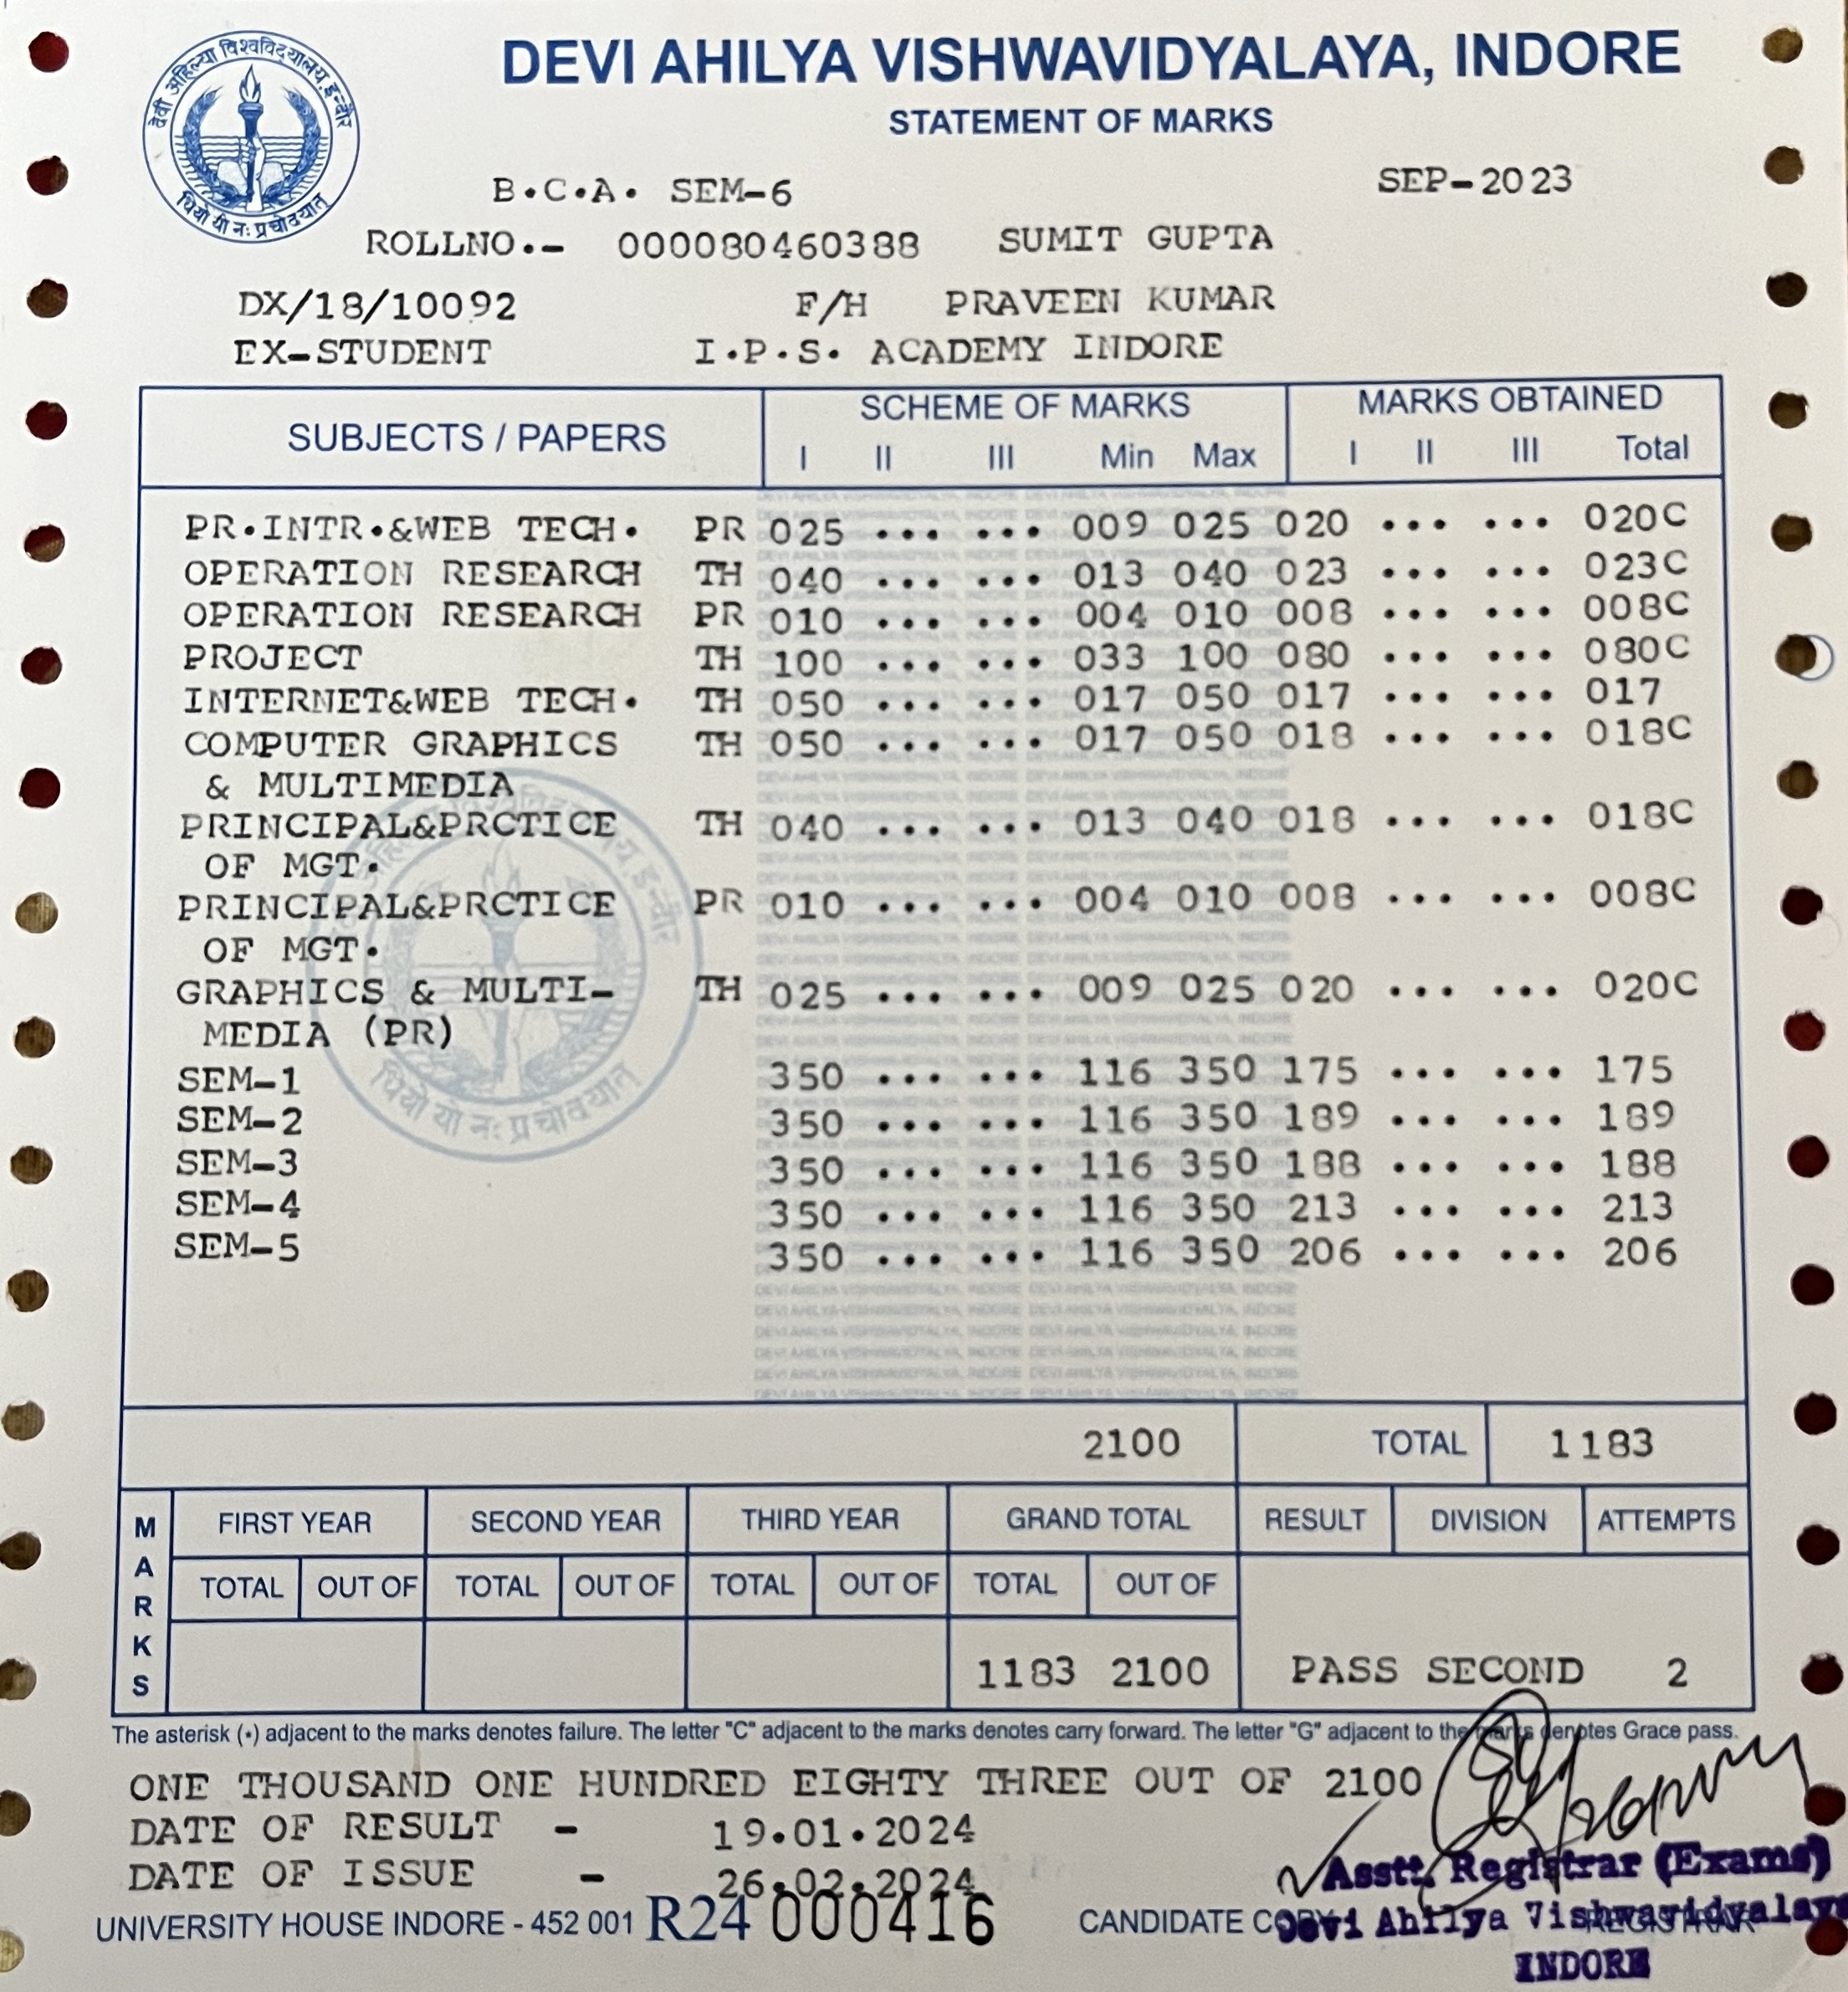 देवी अहिल्या विश्वविद्यालय, इन्दौर
धियो यो नः प्रचोदयात्
DEVI AHILYA VISHWAVIDYALAYA, INDORE
STATEMENT OF MARKS
B.C.A. SEM-6 SEP-2023
ROLLNO.- 000080460388 SUMIT GUPTA
DX/18/10092 F/H PRAVEEN KUMAR
EX-STUDENT I.P.S. ACADEMY INDORE
SUBJECTS / PAPERS SCHEME OF MARKS MARKS OBTAINED
I II III Min Max I II III Total
PR.INTR.&WEB TECH. PR 025 ... ... 009 025 020 ... ... 020C
OPERATION RESEARCH TH 040 ... ... 013 040 023 ... ... 023C
OPERATION RESEARCH PR 010 ... ... 004 010 008 ... ... 008C
PROJECT TH 100 ... ... 033 100 080 ... ... 080C
INTERNET&WEB TECH. TH 050 ... ... 017 050 017 ... ... 017
COMPUTER GRAPHICS TH 050 ... ... 017 050 018 ... ... 018C
& MULTIMEDIA
PRINCIPAL&PRCTICE TH 040 ... ... 013 040 018 ... ... 018C
OF MGT.
PRINCIPAL&PRCTICE PR 010 ... ... 004 010 008 ... ... 008C
OF MGT.
GRAPHICS & MULTI- TH 025 ... ... 009 025 020 ... ... 020C
MEDIA (PR)
SEM-1 350 ... ... 116 350 175 ... ... 175
SEM-2 350 ... ... 116 350 189 ... ... 189
SEM-3 350 ... ... 116 350 188 ... ... 188
SEM-4 350 ... ... 116 350 213 ... ... 213
SEM-5 350 ... ... 116 350 206 ... ... 206
2100 TOTAL 1183
MARKS FIRST YEAR SECOND YEAR THIRD YEAR GRAND TOTAL RESULT DIVISION ATTEMPTS
TOTAL OUT OF TOTAL OUT OF TOTAL OUT OF TOTAL OUT OF
1183 2100 PASS SECOND 2
The asterisk (*) adjacent to the marks denotes failure. The letter "C" adjacent to the marks denotes carry forward. The letter "G" adjacent to the marks denotes Grace pass.
ONE THOUSAND ONE HUNDRED EIGHTY THREE OUT OF 2100
DATE OF RESULT - 19.01.2024
DATE OF ISSUE - 26.02.2024
Asstt. Registrar (Exams)
UNIVERSITY HOUSE INDORE - 452 001 R24 000416 CANDIDATE COPY REGISTRAR
Devi Ahilya Vishwavidyalaya
INDORE